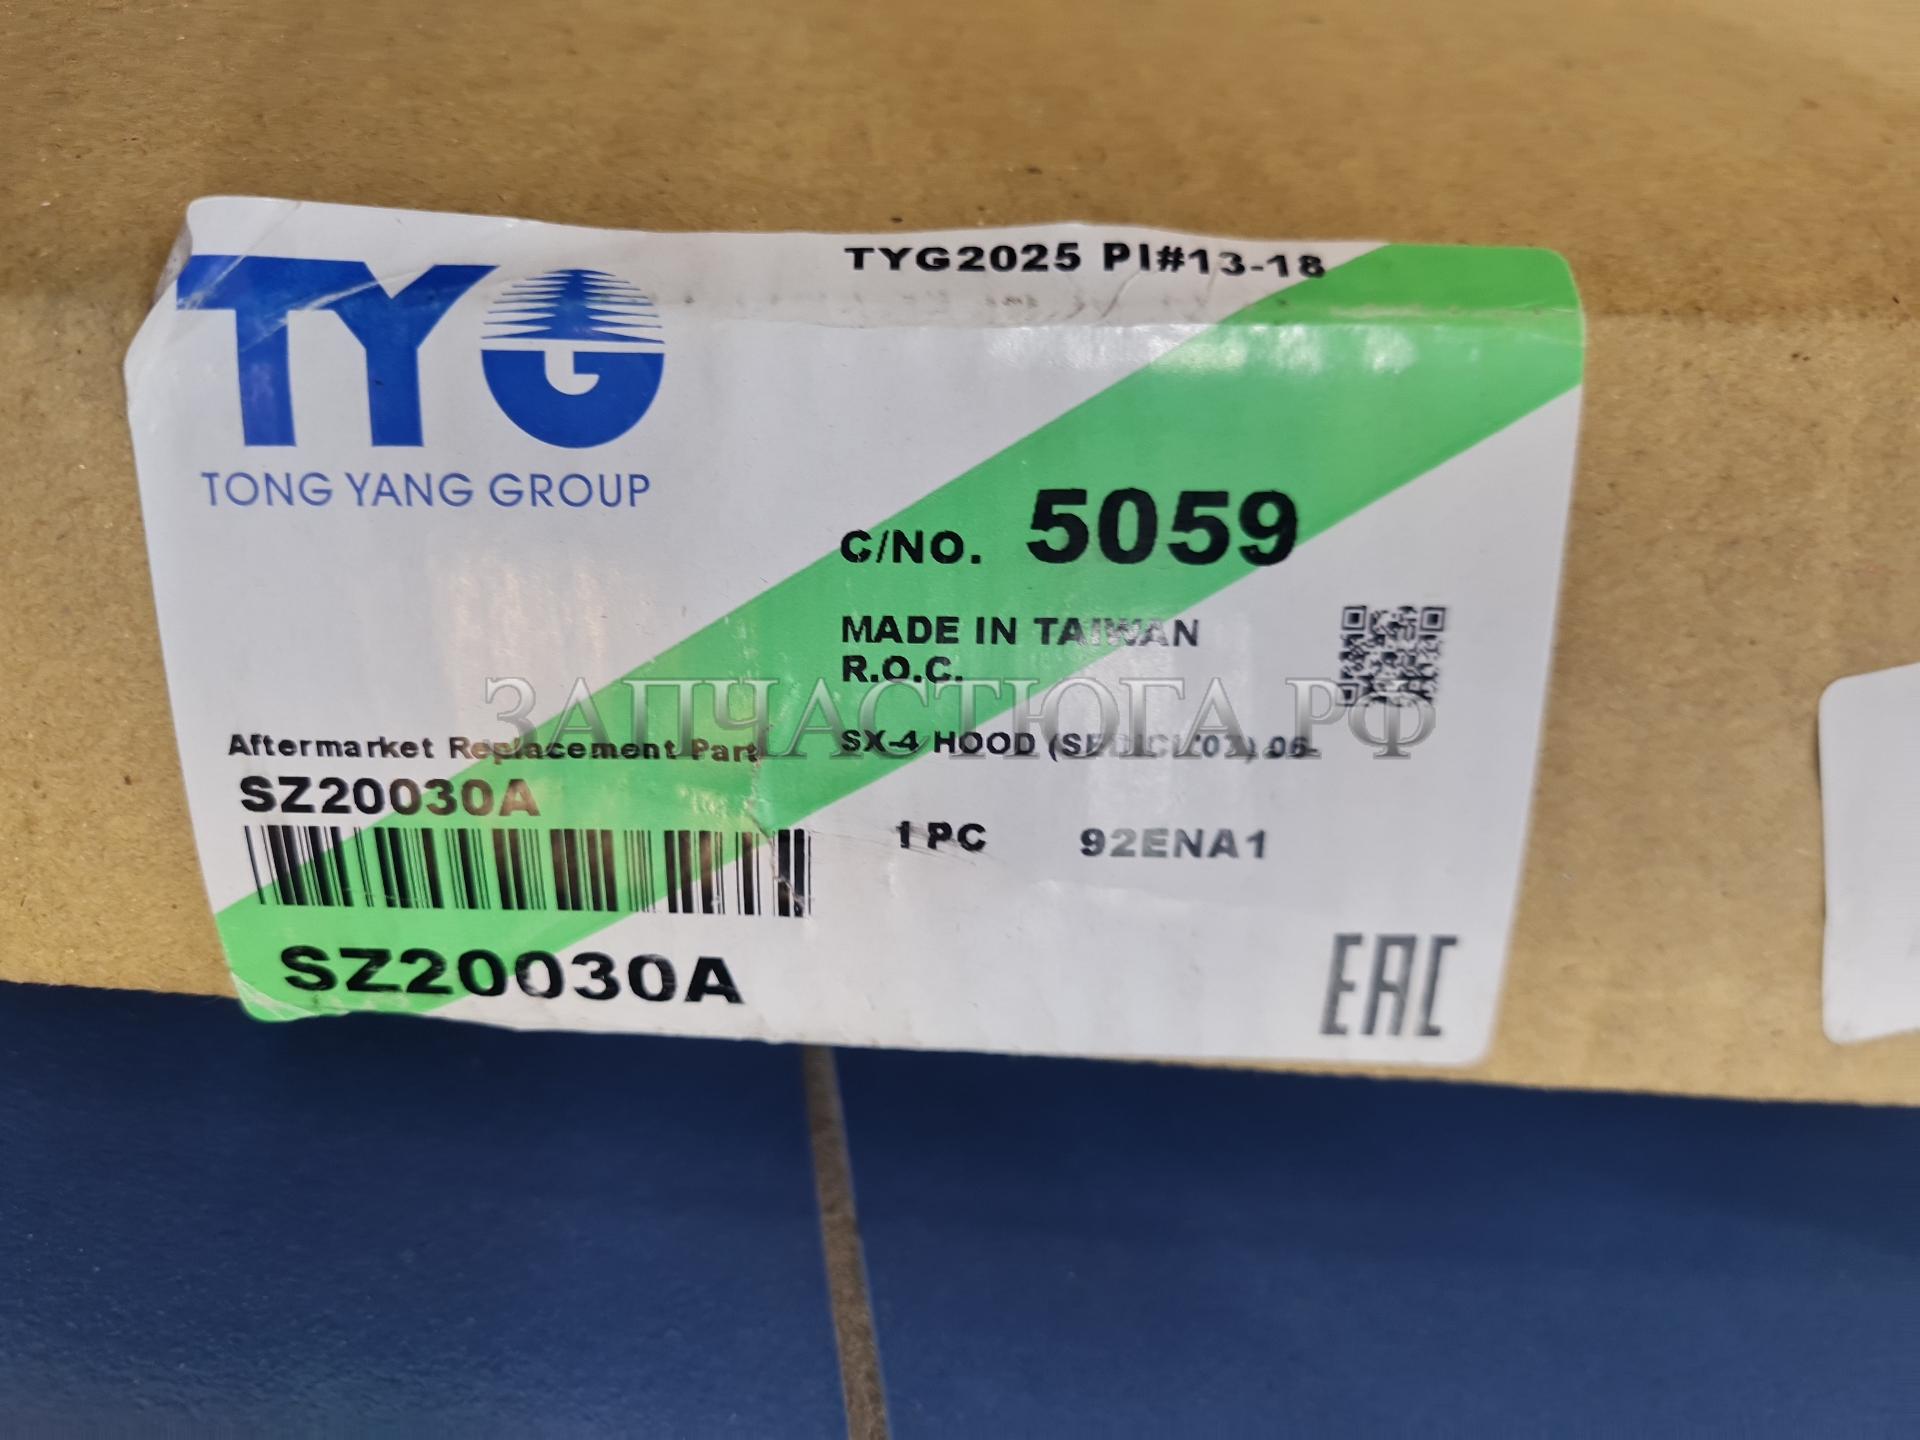 TYG2025 PI#13-18
TYG
TONG YANG GROUP
C/NO. 5059
MADE IN TAIWAN
R.O.C.
ЗАПЧАСТЮГА.РФ
Aftermarket Replacement Part
SX-4 HOOD 06-
SZ20030A
1 PC 92ENA1
SZ20030A
EAC